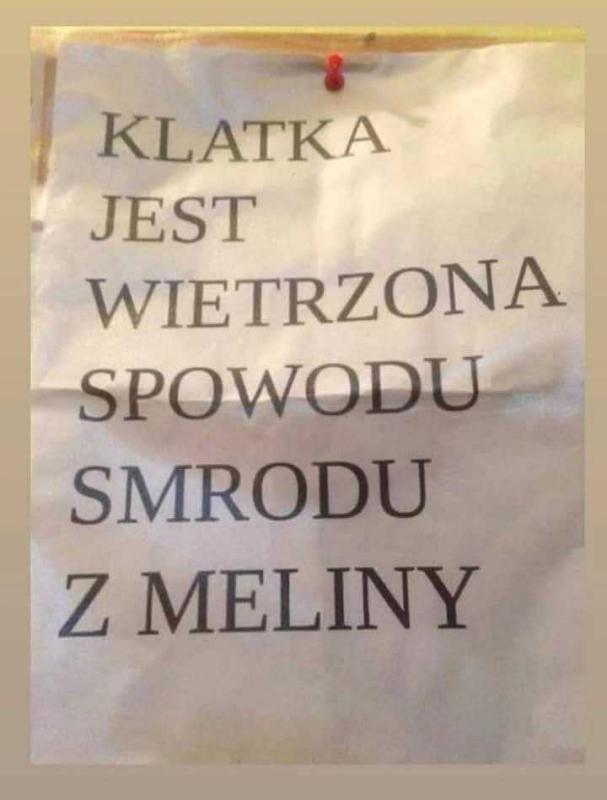 KLATKA
JEST
WIETRZONA
SPOWODU
SMRODU
Z MELINY